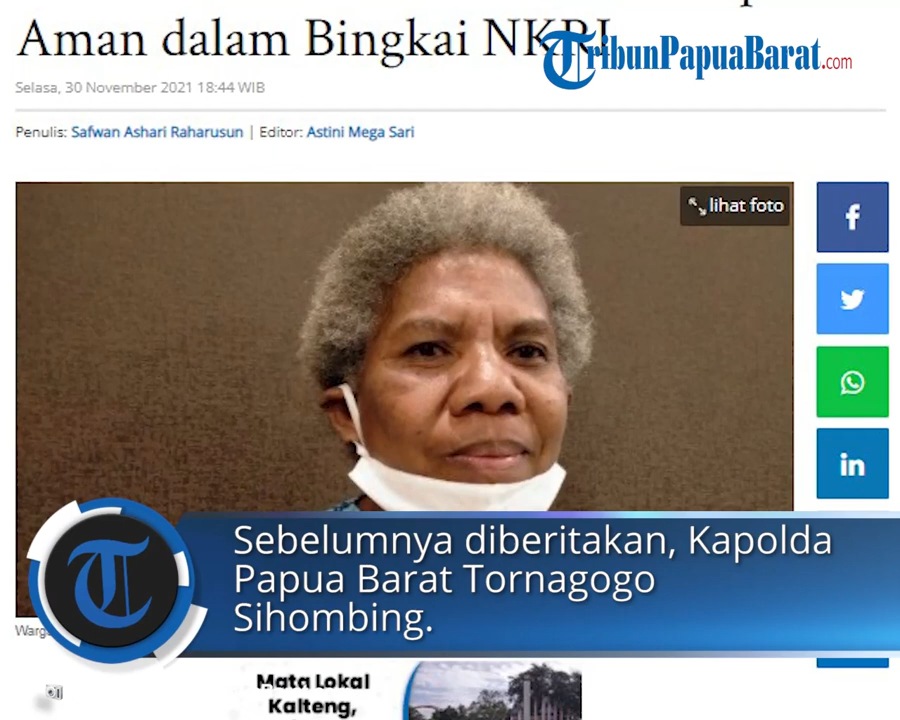 Aman dalam Bingkai NKRI
TribunPapuaBarat.com
Selasa, 30 November 2021 18:44 WIB
Penulis: Safwan Ashari Raharusun | Editor: Astini Mega Sari
lihat foto
Sebelumnya diberitakan, Kapolda
Papua Barat Tornagogo
Sihombing.
Mata Lokal
Kalteng,